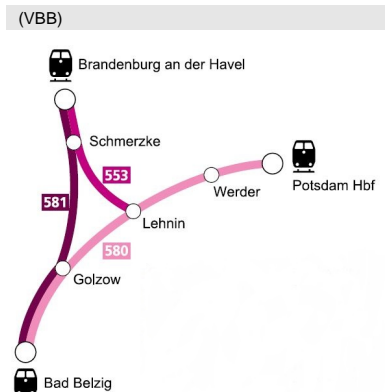 (VBB)
Brandenburg an der Havel
Schmerzke
553
Potsdam Hbf
Werder
581
Lehnin
580
Golzow
Bad Belzig